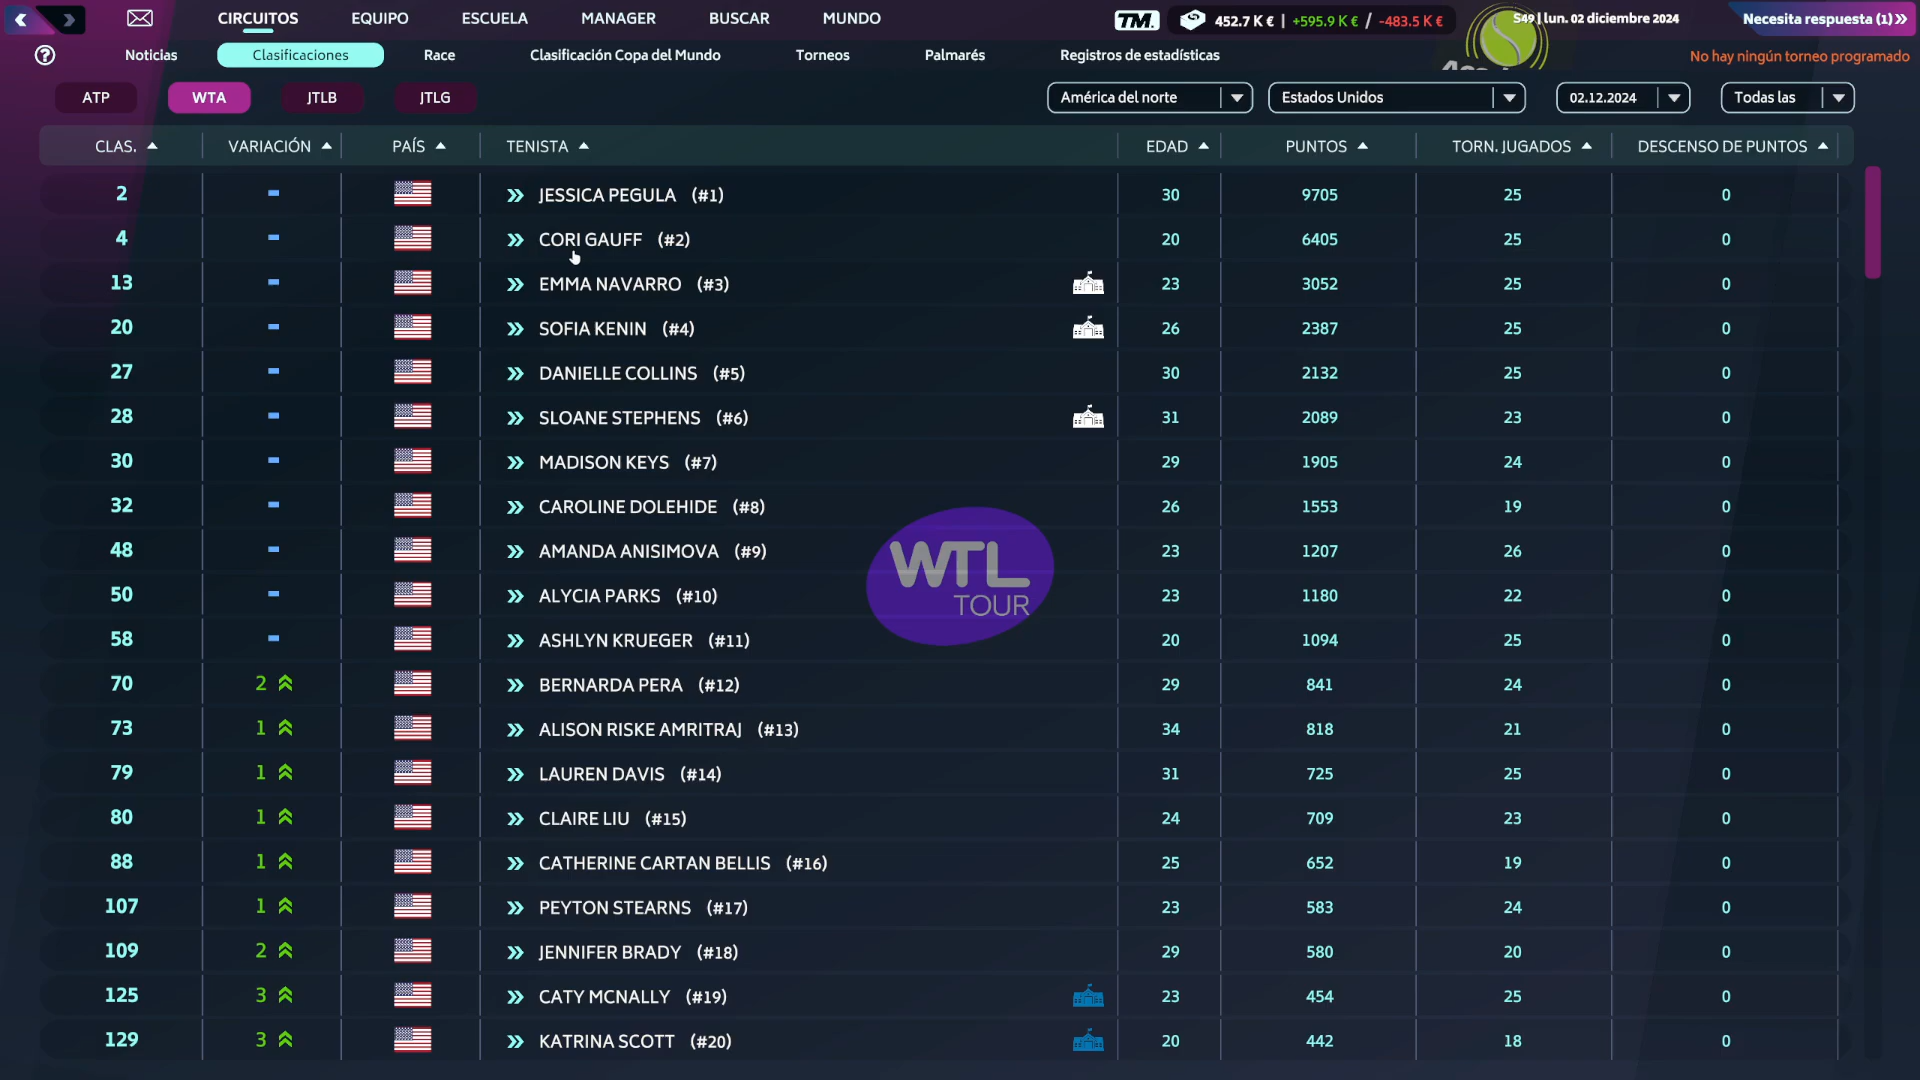 CIRCUITOS EQUIPO ESCUELA MANAGER BUSCAR MUNDO TM. 452.7 K € | +595.9 K € / -483.5 K € S49 | lun. 02 diciembre 2024 Necesita respuesta (1)
Noticias Clasificaciones Race Clasificación Copa del Mundo Torneos Palmarés Registros de estadísticas No hay ningún torneo programado
ATP WTA JTLB JTLG América del norte Estados Unidos 02.12.2024 Todas las
CLAS. VARIACIÓN PAÍS TENISTA EDAD PUNTOS TORN. JUGADOS DESCENSO DE PUNTOS
2 - JESSICA PEGULA (#1) 30 9705 25 0
4 - CORI GAUFF (#2) 20 6405 25 0
13 - EMMA NAVARRO (#3) 23 3052 25 0
20 - SOFIA KENIN (#4) 26 2387 25 0
27 - DANIELLE COLLINS (#5) 30 2132 25 0
28 - SLOANE STEPHENS (#6) 31 2089 23 0
30 - MADISON KEYS (#7) 29 1905 24 0
32 - CAROLINE DOLEHIDE (#8) 26 1553 19 0
48 - AMANDA ANISIMOVA (#9) 23 1207 26 0
50 - ALYCIA PARKS (#10) 23 1180 22 0
58 - ASHLYN KRUEGER (#11) 20 1094 25 0
70 2 BERNARDA PERA (#12) 29 841 24 0
73 1 ALISON RISKE AMRITRAJ (#13) 34 818 21 0
79 1 LAUREN DAVIS (#14) 31 725 25 0
80 1 CLAIRE LIU (#15) 24 709 23 0
88 1 CATHERINE CARTAN BELLIS (#16) 25 652 19 0
107 1 PEYTON STEARNS (#17) 23 583 24 0
109 2 JENNIFER BRADY (#18) 29 580 20 0
125 3 CATY MCNALLY (#19) 23 454 25 0
129 3 KATRINA SCOTT (#20) 20 442 18 0
WTL
TOUR